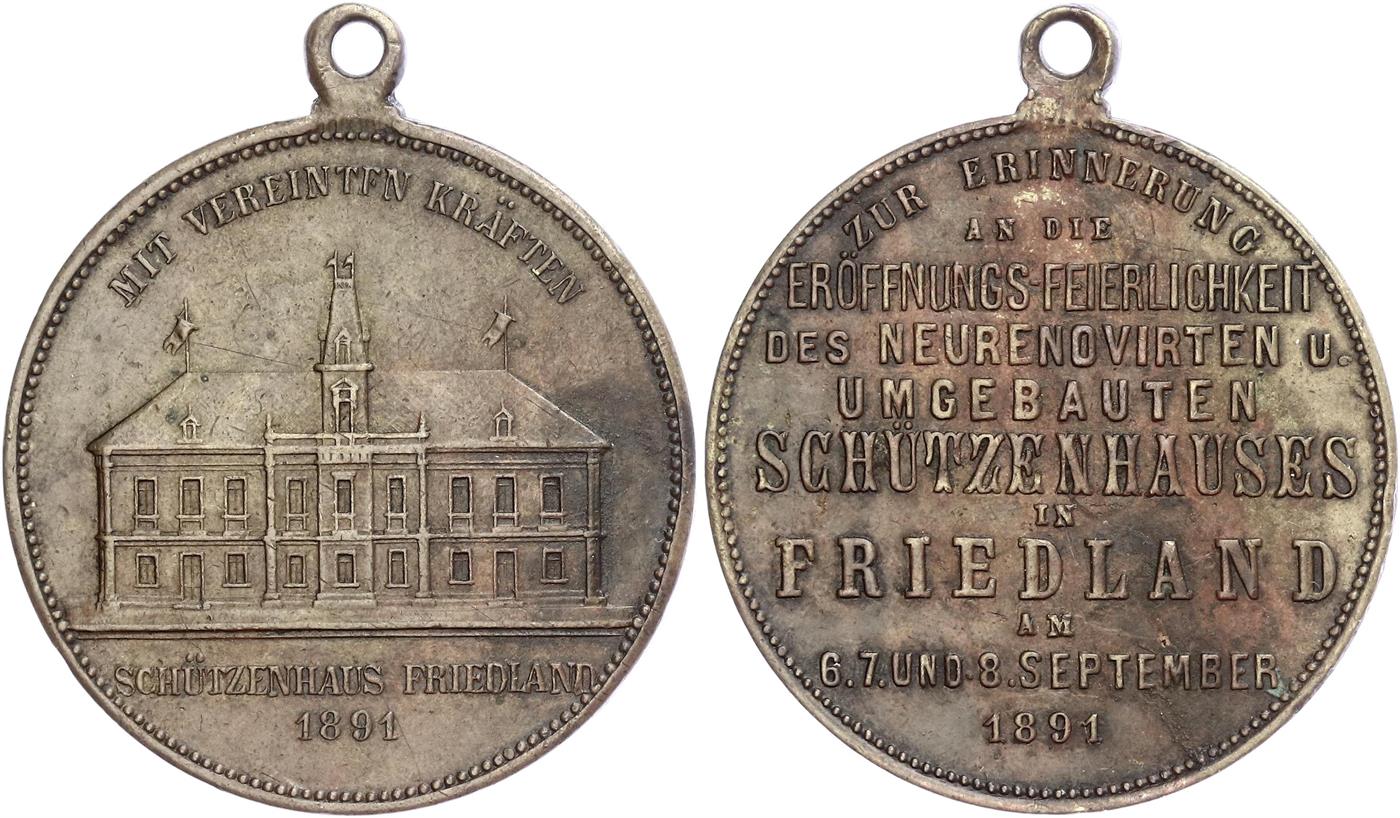 MIT VEREINTEN KRÄFTEN
SCHÜTZENHAUS FRIEDLAND
1891
ZUR ERINNERUNG
AN DIE
ERÖFFNUNGS-FEIERLICHKEIT
DES NEURENOVIRTEN U.
UMGEBAUTEN
SCHÜTZENHAUSES
IN
FRIEDLAND
AM
6.7.UND.8.SEPTEMBER
1891